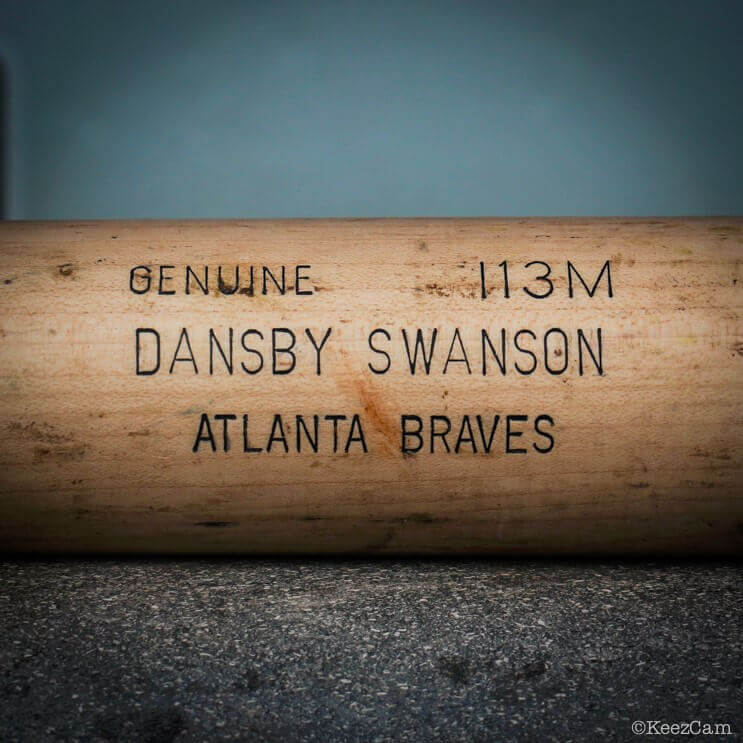 GENUINE I13M
DANSBY SWANSON
ATLANTA BRAVES
©KeezCam